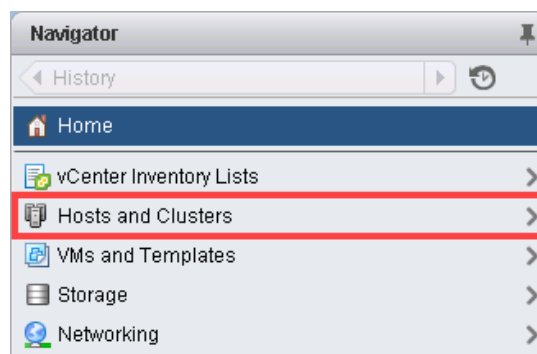 Navigator
History
Home
vCenter Inventory Lists
Hosts and Clusters
VMs and Templates
Storage
Networking